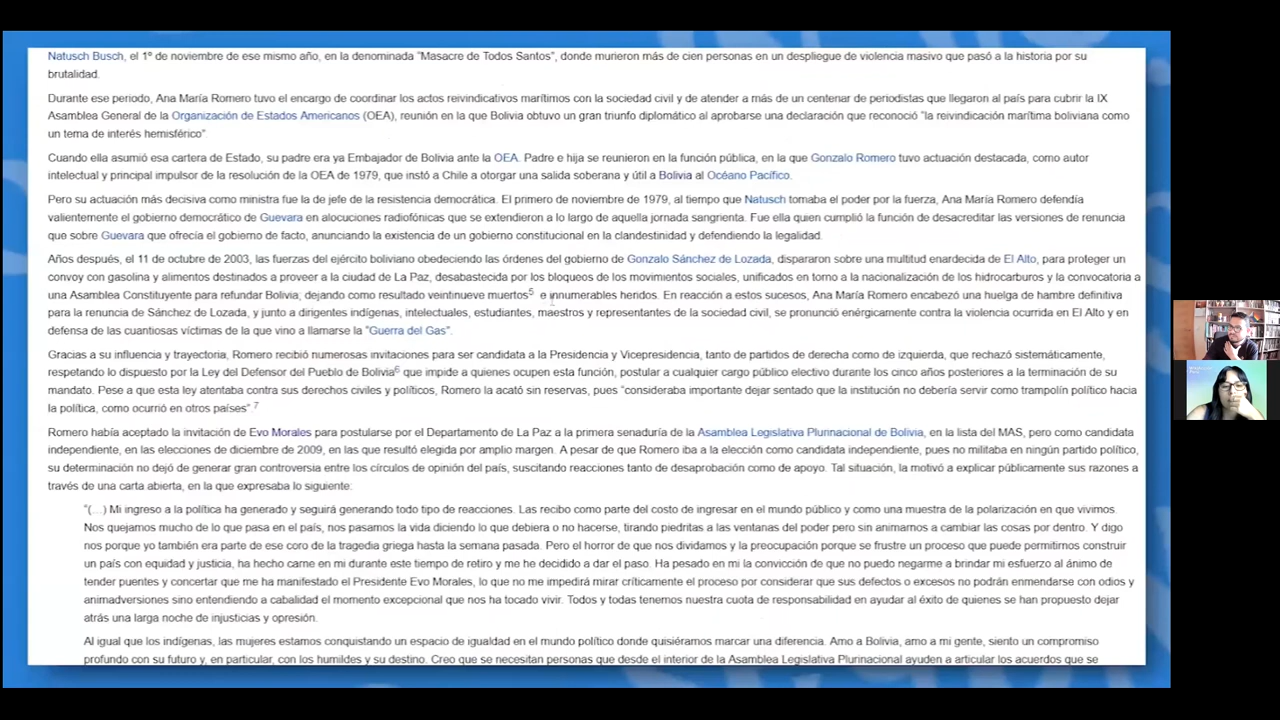 Natusch Busch, el 1º de noviembre de ese mismo año, en la denominada "Masacre de Todos Santos", donde murieron más de cien personas en un despliegue de violencia masivo que pasó a la historia por su
brutalidad.
Durante ese periodo, Ana María Romero tuvo el encargo de coordinar los actos reivindicativos marítimos con la sociedad civil y de atender a más de un centenar de periodistas que llegaron al país para cubrir la IX
Asamblea General de la Organización de Estados Americanos (OEA), reunión en la que Bolivia obtuvo un gran triunfo diplomático al aprobarse una declaración que reconoció "la reivindicación marítima boliviana como
un tema de interés hemisférico"
Cuando ella asumió esa cartera de Estado, su padre era ya Embajador de Bolivia ante la OEA. Padre e hija se reunieron en la función pública, en la que Gonzalo Romero tuvo actuación destacada, como autor
intelectual y principal impulsor de la resolución de la OEA de 1979, que instó a Chile a otorgar una salida soberana y útil a Bolivia al Océano Pacífico.
Pero su actuación más decisiva como ministra fue la de jefe de la resistencia democrática. El primero de noviembre de 1979, al tiempo que Natusch tomaba el poder por la fuerza, Ana María Romero defendía
valientemente el gobierno democrático de Guevara en alocuciones radiofónicas que se extendieron a lo largo de aquella jornada sangrienta. Fue ella quien cumplió la función de desacreditar las versiones de renuncia
que sobre Guevara que ofrecía el gobierno de facto, anunciando la existencia de un gobierno constitucional en la clandestinidad y defendiendo la legalidad.
Años después, el 11 de octubre de 2003, las fuerzas del ejército boliviano obedeciendo las órdenes del gobierno de Gonzalo Sánchez de Lozada, dispararon sobre una multitud enardecida de El Alto, para proteger un
convoy con gasolina y alimentos destinados a proveer a la ciudad de La Paz, desabastecida por los bloqueos de los movimientos sociales, unificados en torno a la nacionalización de los hidrocarburos y la convocatoria a
una Asamblea Constituyente para refundar Bolivia, dejando como resultado veintinueve muertos5 e innumerables heridos. En reacción a estos sucesos, Ana María Romero encabezó una huelga de hambre definitiva
para la renuncia de Sánchez de Lozada, y junto a dirigentes indígenas, intelectuales, estudiantes, maestros y representantes de la sociedad civil, se pronunció enérgicamente contra la violencia ocurrida en El Alto y en
defensa de las cuantiosas víctimas de la que vino a llamarse la "Guerra del Gas".
Gracias a su influencia y trayectoria, Romero recibió numerosas invitaciones para ser candidata a la Presidencia y Vicepresidencia, tanto de partidos de derecha como de izquierda, que rechazó sistemáticamente,
respetando lo dispuesto por la Ley del Defensor del Pueblo de Bolivia6 que impide a quienes ocupen esta función, postular a cualquier cargo público electivo durante los cinco años posteriores a la terminación de su
mandato. Pese a que esta ley atentaba contra sus derechos civiles y políticos, Romero la acató sin reservas, pues "consideraba importante dejar sentado que la institución no debería servir como trampolín político hacia
la política, como ocurrió en otros países" 7
Romero había aceptado la invitación de Evo Morales para postularse por el Departamento de La Paz a la primera senaduría de la Asamblea Legislativa Plurinacional de Bolivia, en la lista del MAS, pero como candidata
independiente, en las elecciones de diciembre de 2009, en las que resultó elegida por amplio margen. A pesar de que Romero iba a la elección como candidata independiente, pues no militaba en ningún partido político,
su determinación no dejó de generar gran controversia entre los círculos de opinión del país, suscitando reacciones tanto de desaprobación como de apoyo. Tal situación, la motivó a explicar públicamente sus razones a
través de una carta abierta, en la que expresaba lo siguiente:
"(...) Mi ingreso a la política ha generado y seguirá generando todo tipo de reacciones. Las recibo como parte del costo de ingresar en el mundo público y como una muestra de la polarización en que vivimos.
Nos quejamos mucho de lo que pasa en el país, nos pasamos la vida diciendo lo que debiera o no hacerse, tirando piedritas a las ventanas del poder pero sin animarnos a cambiar las cosas por dentro. Y digo
nos porque yo también era parte de ese coro de la tragedia griega hasta la semana pasada. Pero el horror de que nos dividamos y la preocupación porque se frustre un proceso que puede permitirnos construir
un país con equidad y justicia, ha hecho carne en mi durante este tiempo de retiro y me he decidido a dar el paso. Ha pesado en mi la convicción de que no puedo negarme a brindar mi esfuerzo al ánimo de
tender puentes y concertar que me ha manifestado el Presidente Evo Morales, lo que no me impedirá mirar críticamente el proceso por considerar que sus defectos o excesos no podrán enmendarse con odios y
animadversiones sino entendiendo a cabalidad el momento excepcional que nos ha tocado vivir. Todos y todas tenemos nuestra cuota de responsabilidad en ayudar al éxito de quienes se han propuesto dejar
atrás una larga noche de injusticias y opresión.
Al igual que los indígenas, las mujeres estamos conquistando un espacio de igualdad en el mundo político donde quisiéramos marcar una diferencia. Amo a Bolivia, amo a mi gente, siento un compromiso
profundo con su futuro y, en particular, con los humildes y su destino. Creo que se necesitan personas que desde el interior de la Asamblea Legislativa Plurinacional ayuden a articular los acuerdos que se